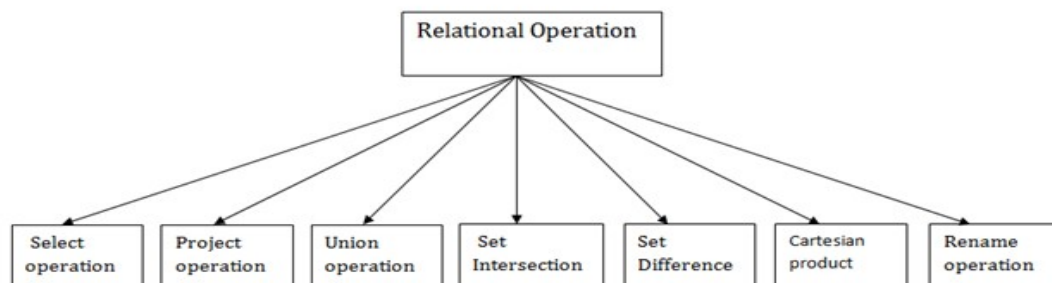 Relational Operation
Select
operation
Project
operation
Union
operation
Set
Intersection
Set
Difference
Cartesian
product
Rename
operation